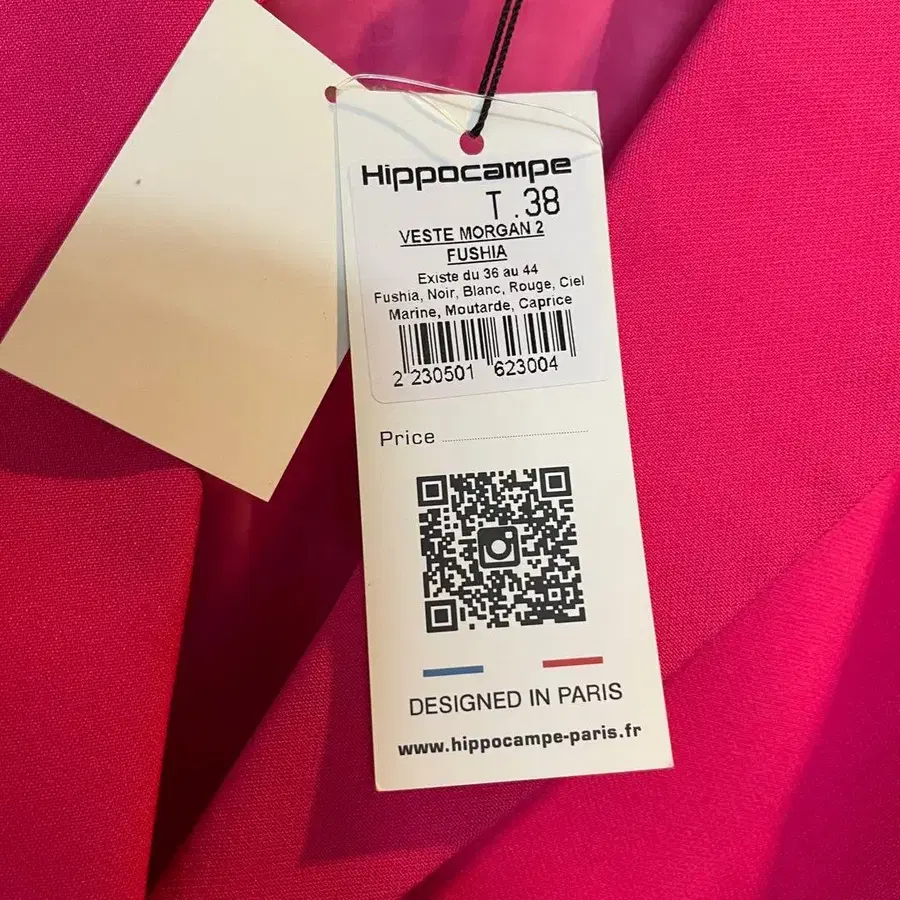 Hippocampe
T.38
VESTE MORGAN 2
FUSHIA
Existe du 36 au 44
Fushia, Noir, Blanc, Rouge, Ciel
Marine, Moutarde, Caprice
2 230501 623004
Price
DESIGNED IN PARIS
www.hippocampe-paris.fr